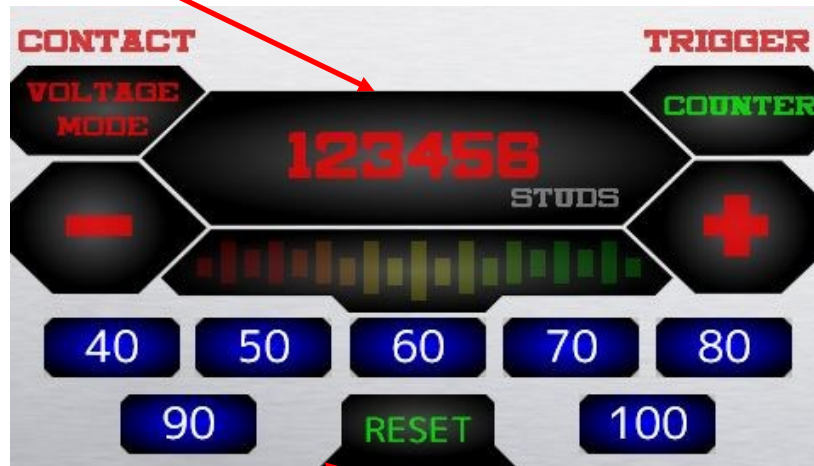 CONTACT TRIGGER
VOLTAGE MODE
COUNTER
123456
STUDS
- +
40 50 60 70 80
90 RESET 100